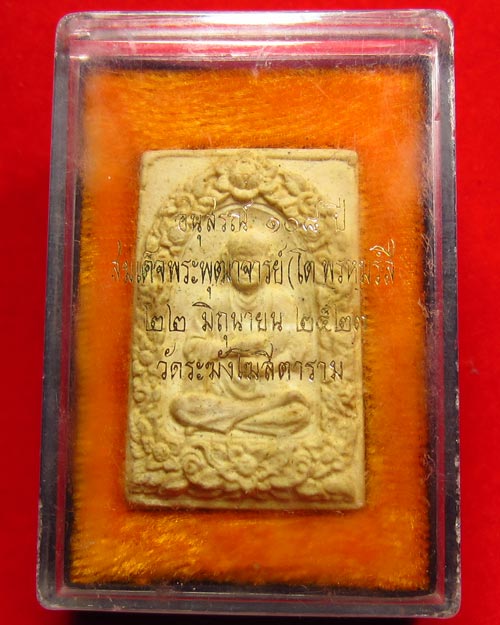 อนุสรณ์ ๑๐๘ ปี
สมเด็จพระพุฒาจารย์(โต พรหมรังสี
๒๒ มิถุนายน ๒๕๒๓
วัดระฆังโฆสิตาราม